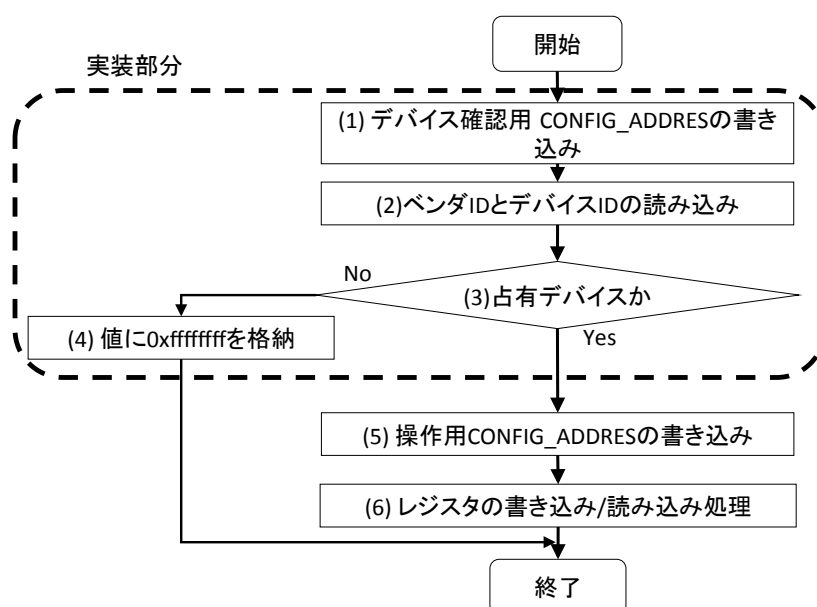 開始
実装部分
(1) デバイス確認用 CONFIG_ADDRESの書き
込み
(2)ベンダIDとデバイスIDの読み込み
No
(3)占有デバイスか
(4) 値に0xffffffffを格納
Yes
(5) 操作用CONFIG_ADDRESの書き込み
(6) レジスタの書き込み/読み込み処理
終了